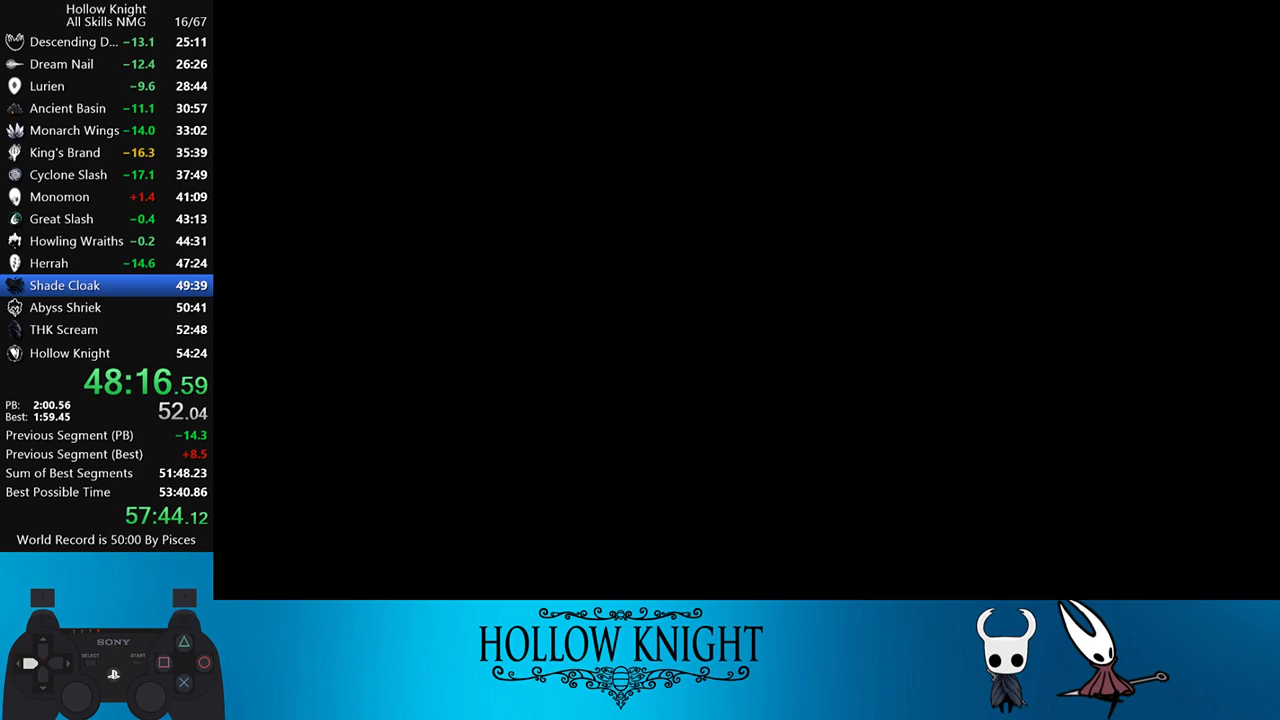 Hollow Knight
All Skills NMG 16/67
Descending D... −13.1 25:11
Dream Nail −12.4 26:26
Lurien −9.6 28:44
Ancient Basin −11.1 30:57
Monarch Wings −14.0 33:02
King's Brand −16.3 35:39
Cyclone Slash −17.1 37:49
Monomon +1.4 41:09
Great Slash −0.4 43:13
Howling Wraiths −0.2 44:31
Herrah −14.6 47:24
Shade Cloak 49:39
Abyss Shriek 50:41
THK Scream 52:48
Hollow Knight 54:24
48:16.59
PB: 2:00.56 52.04
Best: 1:59.45
Previous Segment (PB) −14.3
Previous Segment (Best) +8.5
Sum of Best Segments 51:48.23
Best Possible Time 53:40.86
57:44.12
World Record is 50:00 By Pisces
SONY
SELECT START
HOLLOW KNIGHT